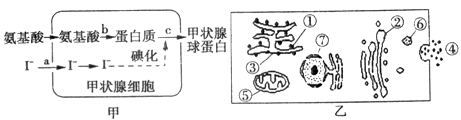 氨基酸 氨基酸 b 蛋白质 c 甲状腺球蛋白
碘化
I⁻ a I⁻ I⁻
甲状腺细胞
甲
① ② ⑥
⑦ ④
③
⑤
乙